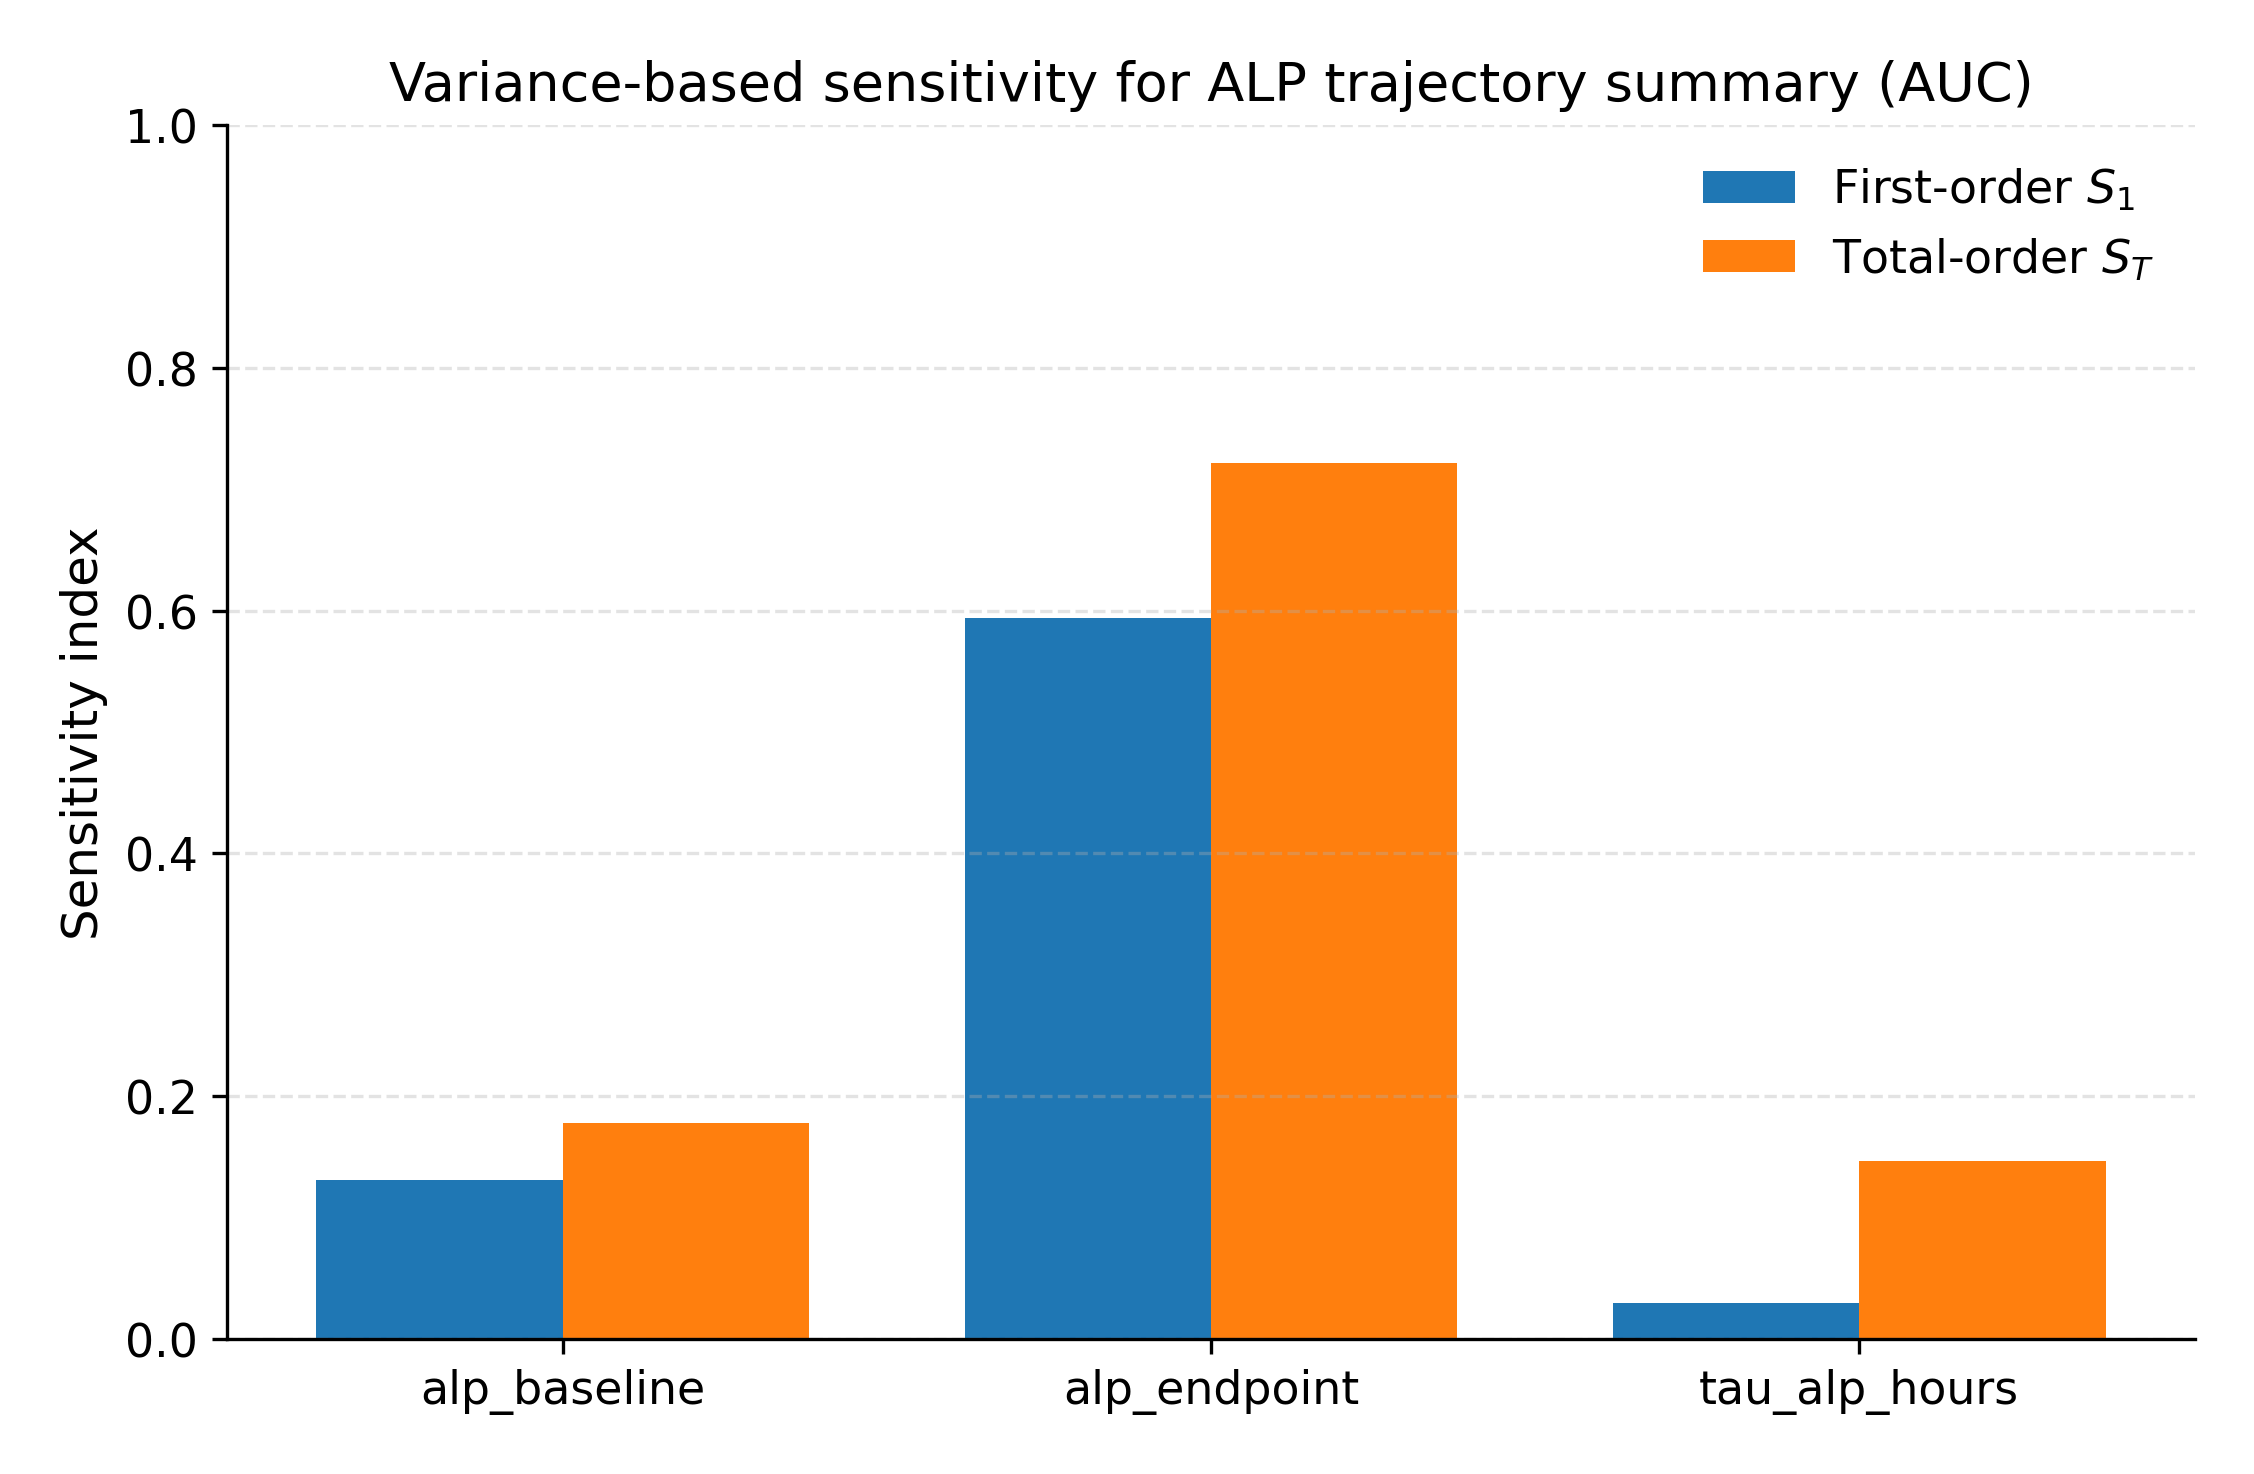 Variance-based sensitivity for ALP trajectory summary (AUC)
1.0
First-order S₁
Total-order S_T
0.8
0.6
0.4
0.2
0.0
Sensitivity index
alp_baseline alp_endpoint tau_alp_hours